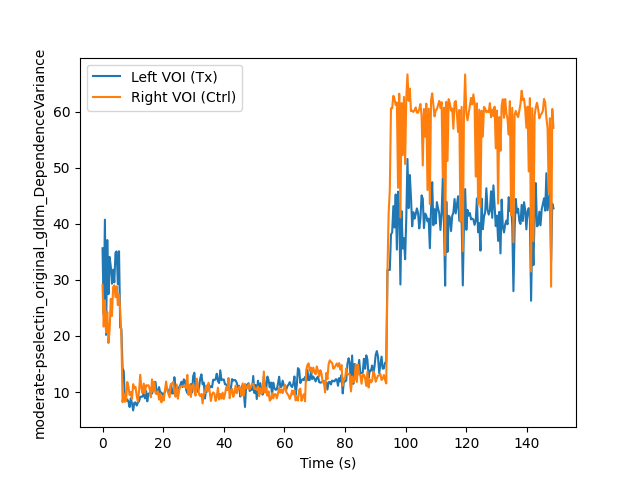 Left VOI (Tx)
Right VOI (Ctrl)
moderate-pselectin_original_gldm_DependenceVariance
60
50
40
30
20
10
0 20 40 60 80 100 120 140
Time (s)